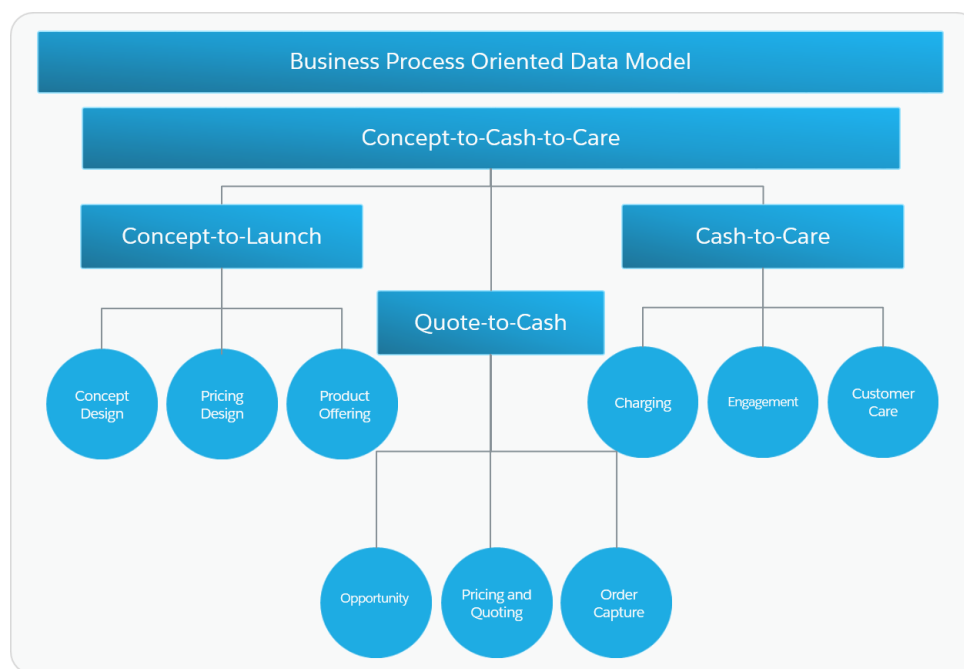 Business Process Oriented Data Model
Concept-to-Cash-to-Care
Concept-to-Launch
Cash-to-Care
Quote-to-Cash
Concept
Design
Pricing
Design
Product
Offering
Charging
Engagement
Customer
Care
Opportunity
Pricing and
Quoting
Order
Capture